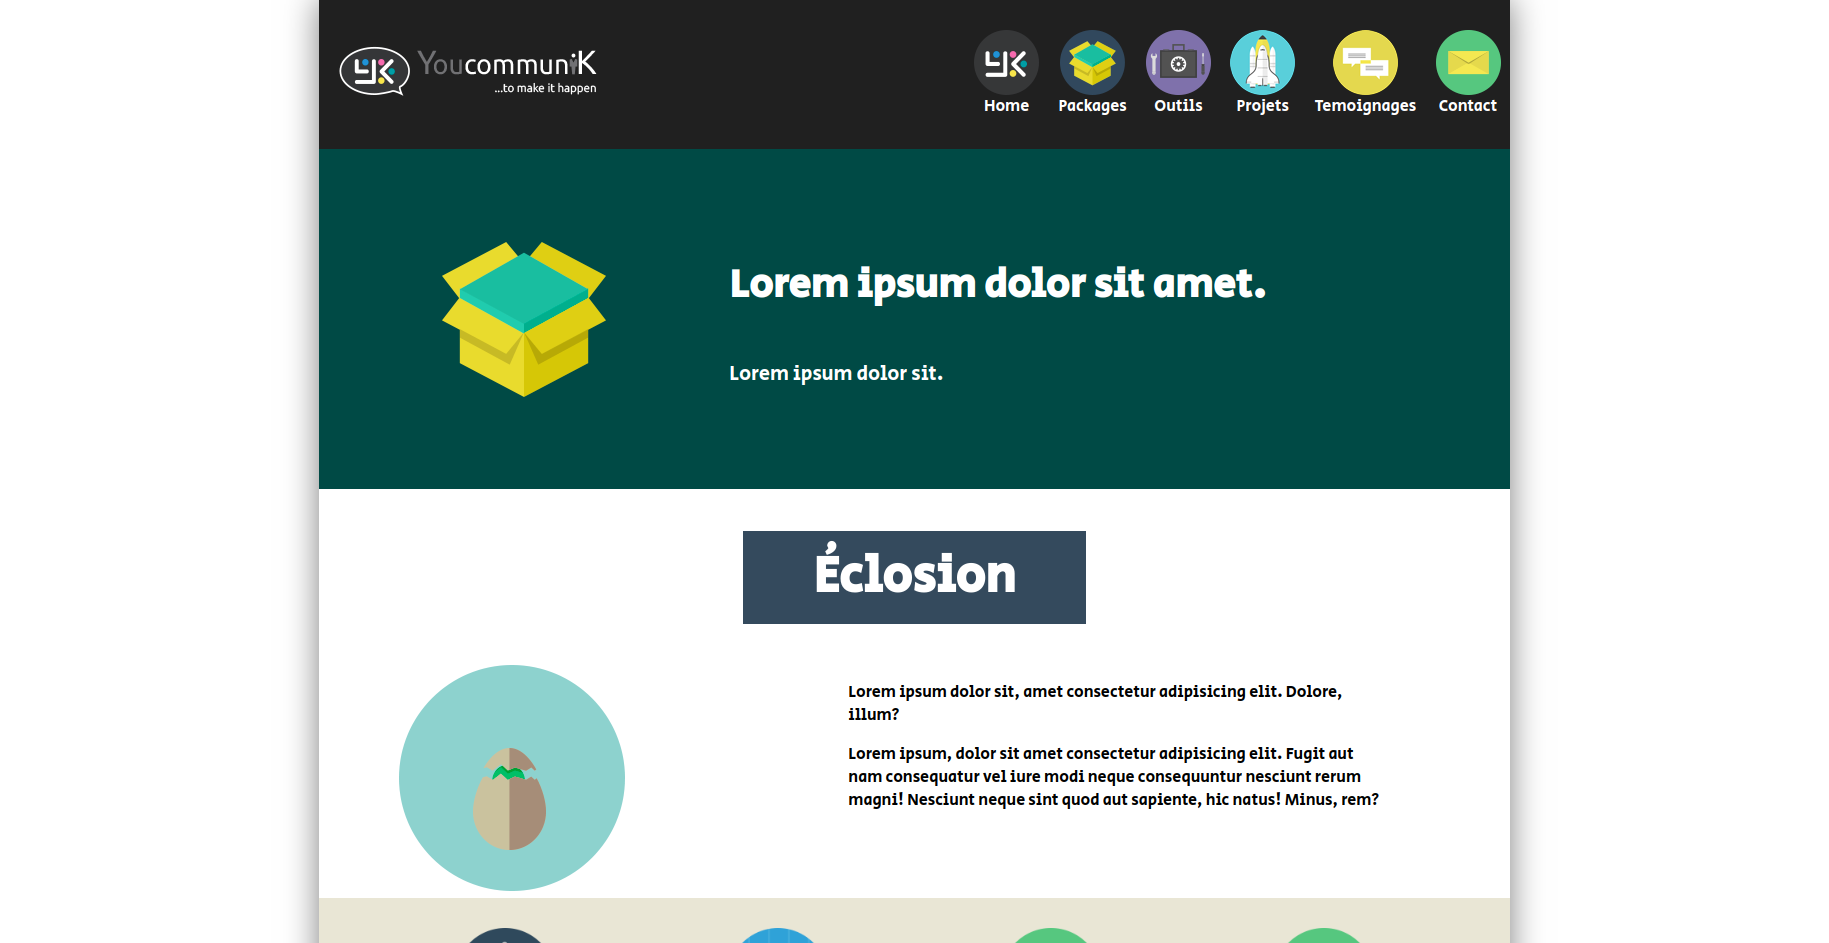 YoucommuniK
...to make it happen
Home
Packages
Outils
Projets
Temoignages
Contact
Lorem ipsum dolor sit amet.
Lorem ipsum dolor sit.
Éclosion
Lorem ipsum dolor sit, amet consectetur adipisicing elit. Dolore,
illum?
Lorem ipsum, dolor sit amet consectetur adipisicing elit. Fugit aut
nam consequatur vel iure modi neque consequuntur nesciunt rerum
magni! Nesciunt neque sint quod aut sapiente, hic natus! Minus, rem?